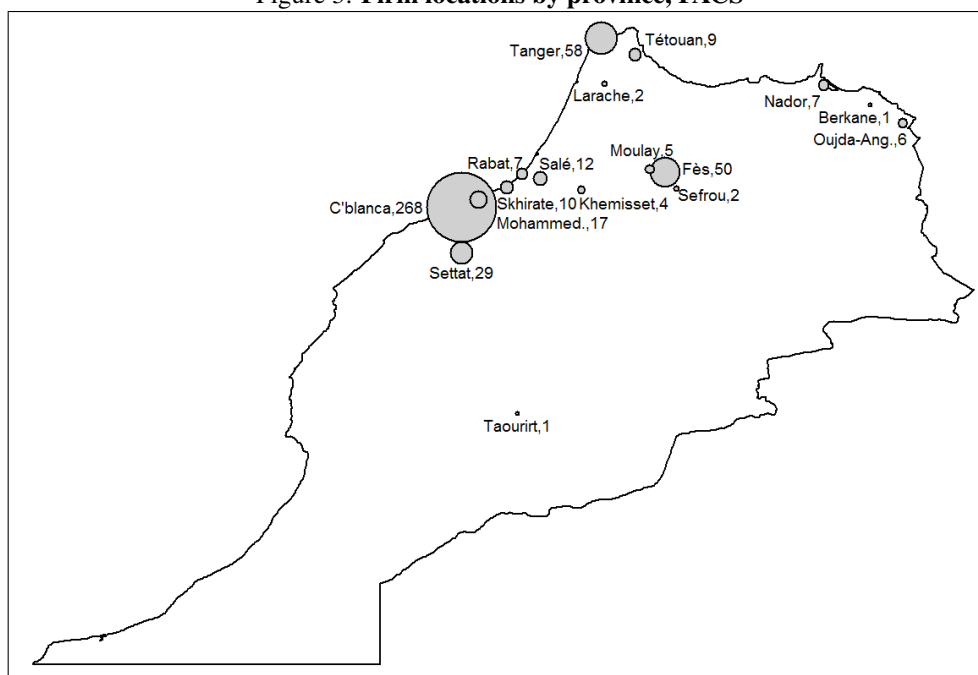 Figure 3: Firm locations by province, FACS
Tanger,58
Tétouan,9
Larache,2
Nador,7
Berkane,1
Oujda-Ang.,6
Rabat,7
Salé,12
Moulay,5
Fès,50
Sefrou,2
C'blanca,268
Skhirate,10
Khemisset,4
Mohammed.,17
Settat,29
Taourirt,1